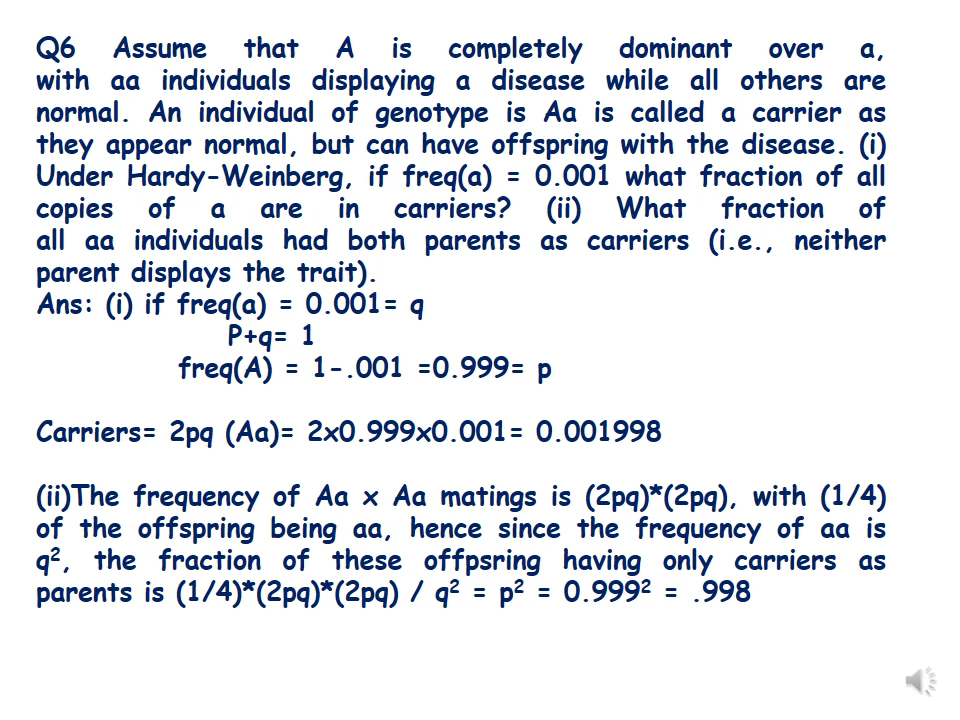 Q6 Assume that A is completely dominant over a,
with aa individuals displaying a disease while all others are
normal. An individual of genotype is Aa is called a carrier as
they appear normal, but can have offspring with the disease. (i)
Under Hardy-Weinberg, if freq(a) = 0.001 what fraction of all
copies of a are in carriers? (ii) What fraction of
all aa individuals had both parents as carriers (i.e., neither
parent displays the trait).
Ans: (i) if freq(a) = 0.001= q
P+q= 1
freq(A) = 1-.001 =0.999= p
Carriers= 2pq (Aa)= 2x0.999x0.001= 0.001998
(ii)The frequency of Aa x Aa matings is (2pq)*(2pq), with (1/4)
of the offspring being aa, hence since the frequency of aa is
q², the fraction of these offpsring having only carriers as
parents is (1/4)*(2pq)*(2pq) / q² = p² = 0.999² = .998